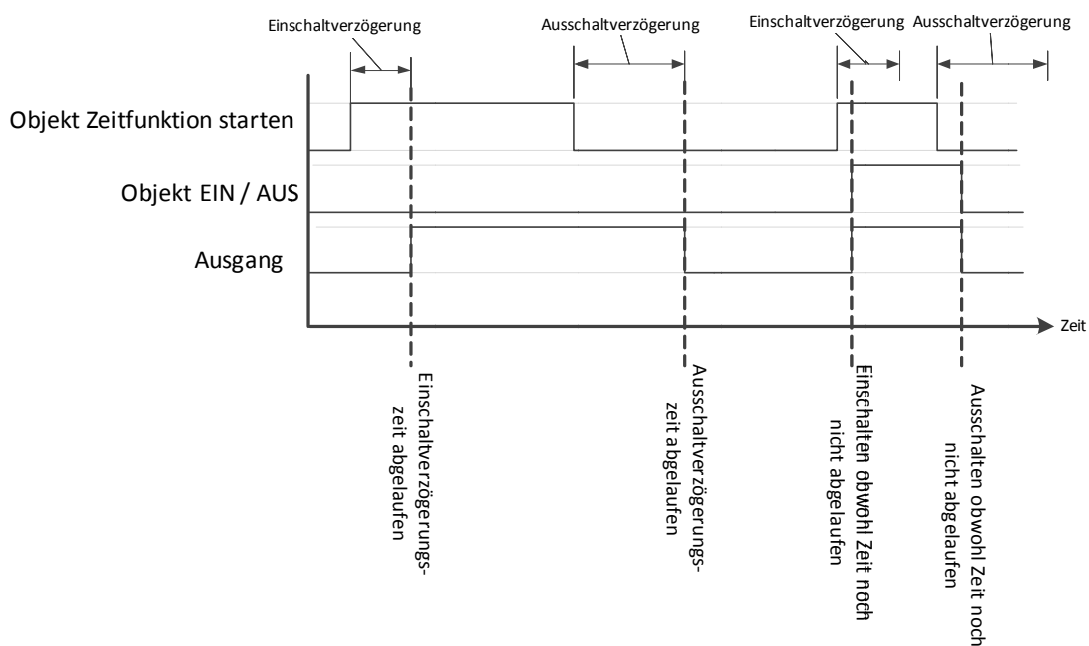 Einschaltverzögerung
Ausschaltverzögerung
Einschaltverzögerung
Ausschaltverzögerung
Objekt Zeitfunktion starten
Objekt EIN / AUS
Ausgang
Zeit
Einschaltverzögerungs-
zeit abgelaufen
Ausschaltverzögerungs-
zeit abgelaufen
Einschalten obwohl Zeit noch
nicht abgelaufen
Ausschalten obwohl Zeit noch
nicht abgelaufen